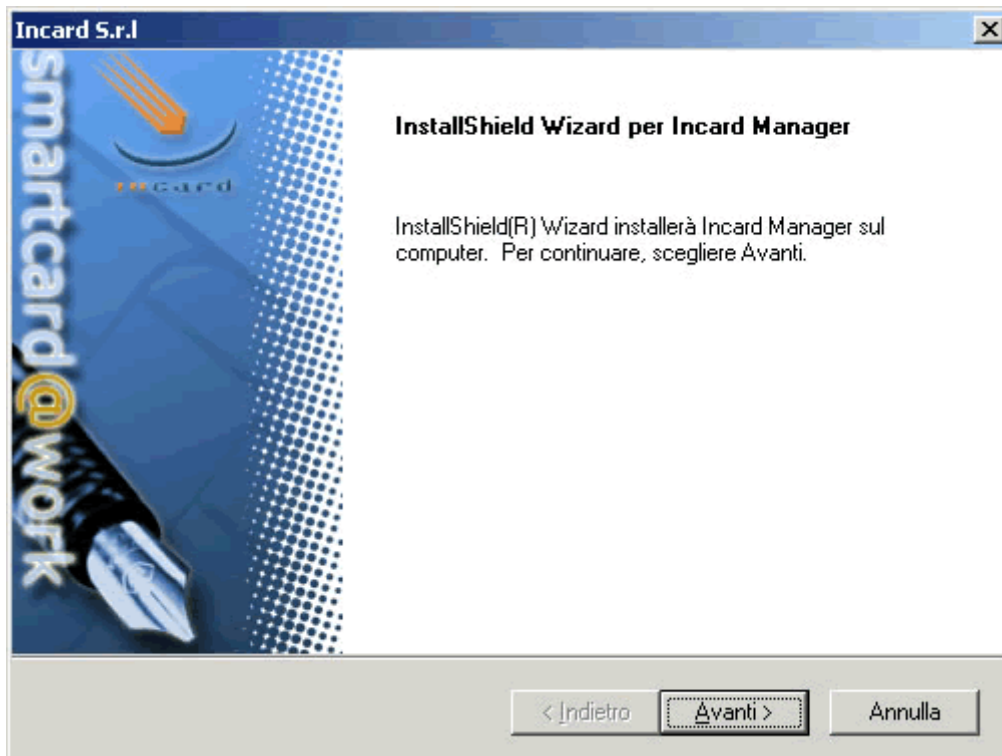 Incard S.r.l
smartcard@work
incard
InstallShield Wizard per Incard Manager
InstallShield(R) Wizard installerà Incard Manager sul
computer.  Per continuare, scegliere Avanti.
< Indietro
Avanti >
Annulla